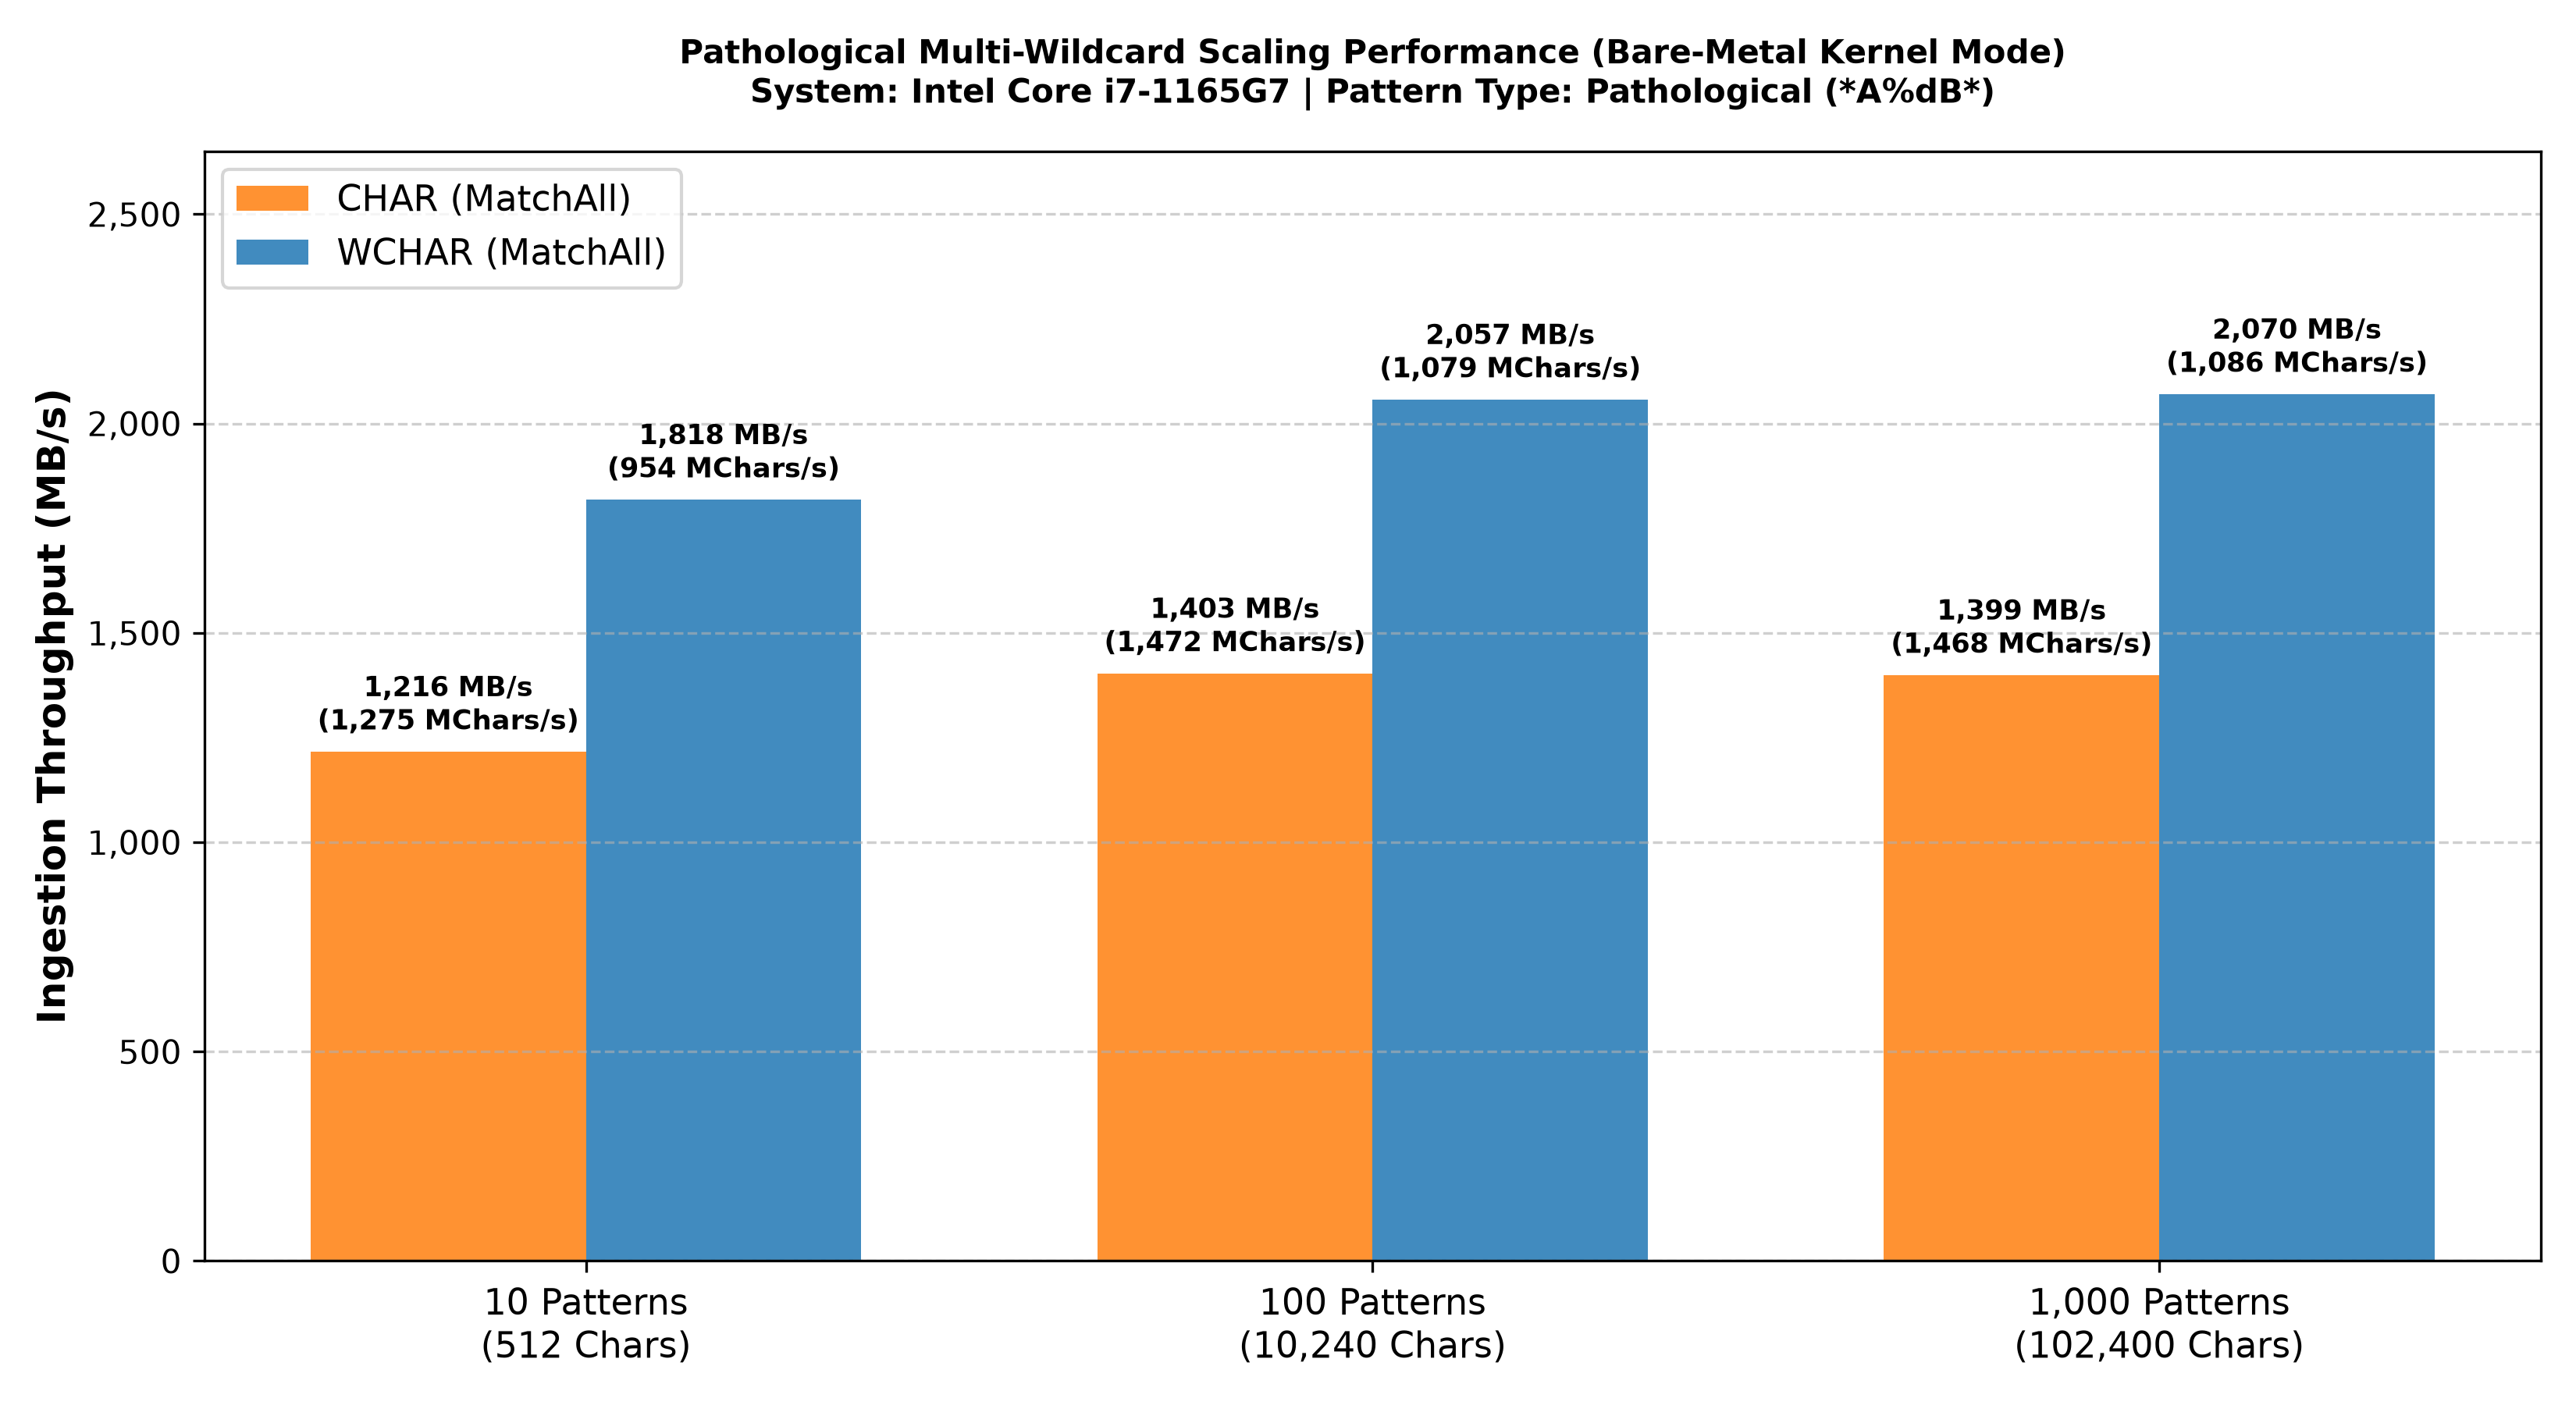 Pathological Multi-Wildcard Scaling Performance (Bare-Metal Kernel Mode)
System: Intel Core i7-1165G7 | Pattern Type: Pathological (*A%dB*)
CHAR (MatchAll)
WCHAR (MatchAll)
Ingestion Throughput (MB/s)
2,500
2,000
1,500
1,000
500
0
1,216 MB/s
(1,275 MChars/s)
1,818 MB/s
(954 MChars/s)
1,403 MB/s
(1,472 MChars/s)
2,057 MB/s
(1,079 MChars/s)
1,399 MB/s
(1,468 MChars/s)
2,070 MB/s
(1,086 MChars/s)
10 Patterns
(512 Chars)
100 Patterns
(10,240 Chars)
1,000 Patterns
(102,400 Chars)